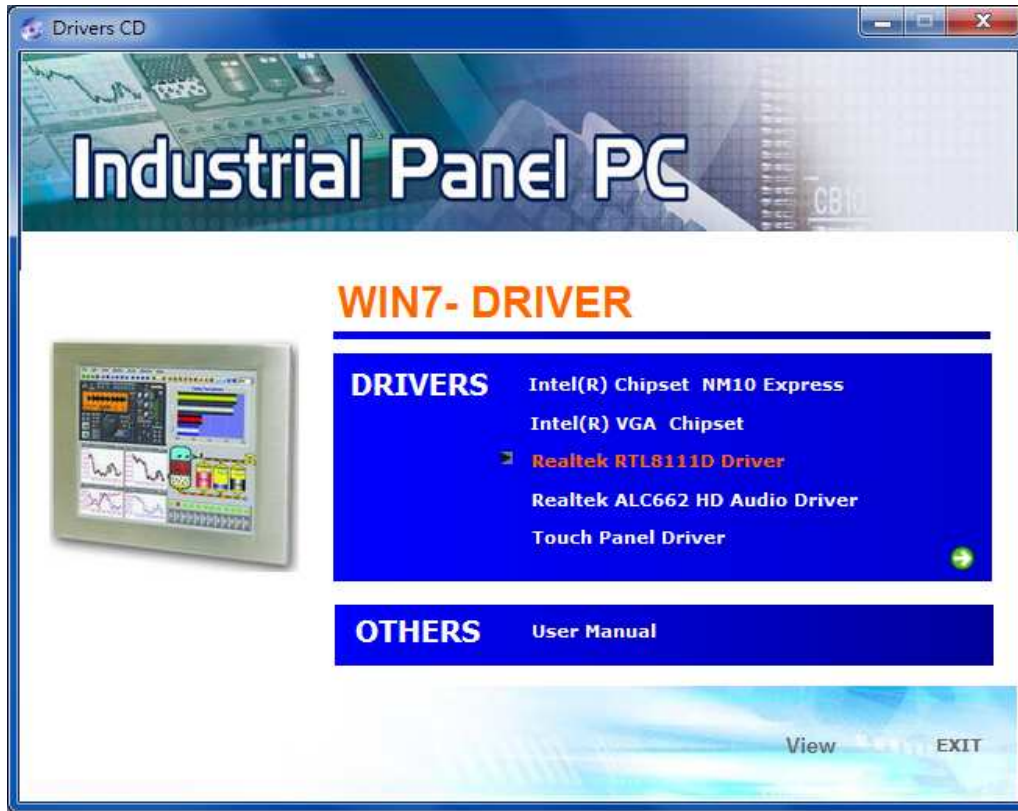 Drivers CD
Industrial Panel PC
CB10
WIN7- DRIVER
DRIVERS
Intel(R) Chipset NM10 Express
Intel(R) VGA Chipset
Realtek RTL8111D Driver
Realtek ALC662 HD Audio Driver
Touch Panel Driver
OTHERS
User Manual
View
EXIT